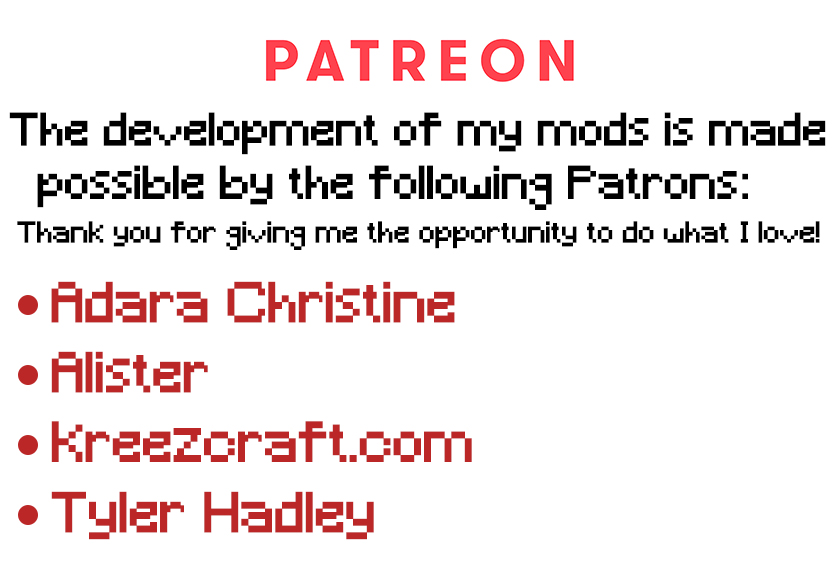 PATREON
The development of my mods is made
possible by the following Patrons:
Thank you for giving me the opportunity to do what I love!
• Adara Christine
• Alister
• Kreezcraft.com
• Tyler Hadley